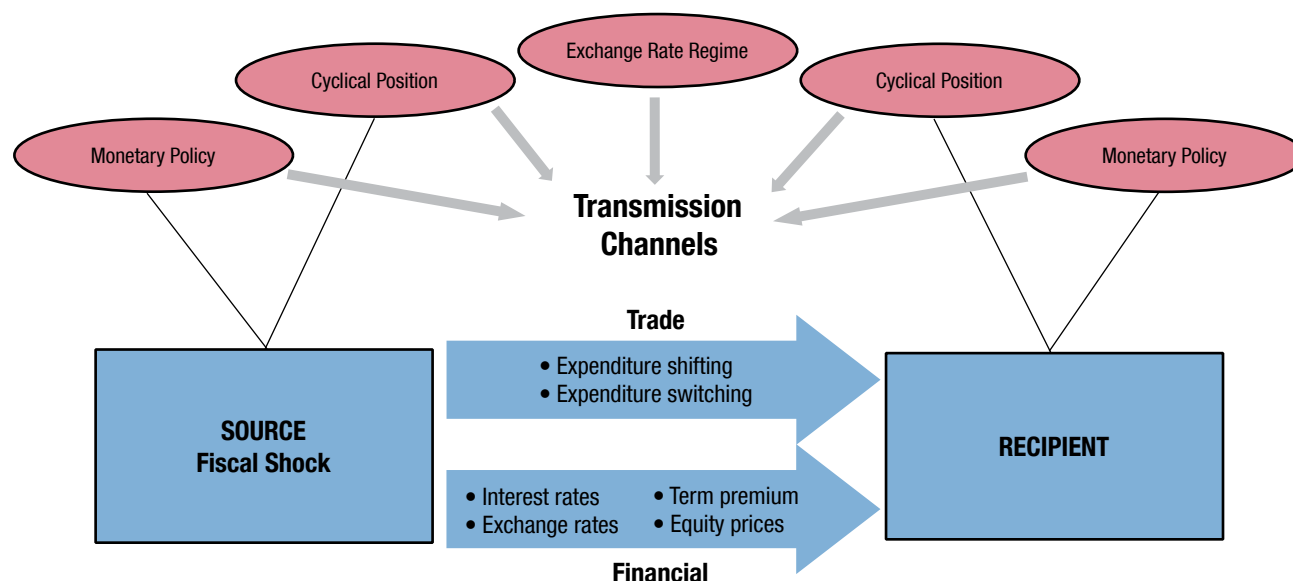 Exchange Rate Regime
Cyclical Position
Cyclical Position
Monetary Policy
Monetary Policy
Transmission
Channels
Trade
• Expenditure shifting
• Expenditure switching
SOURCE
Fiscal Shock
RECIPIENT
• Interest rates • Term premium
• Exchange rates • Equity prices
Financial